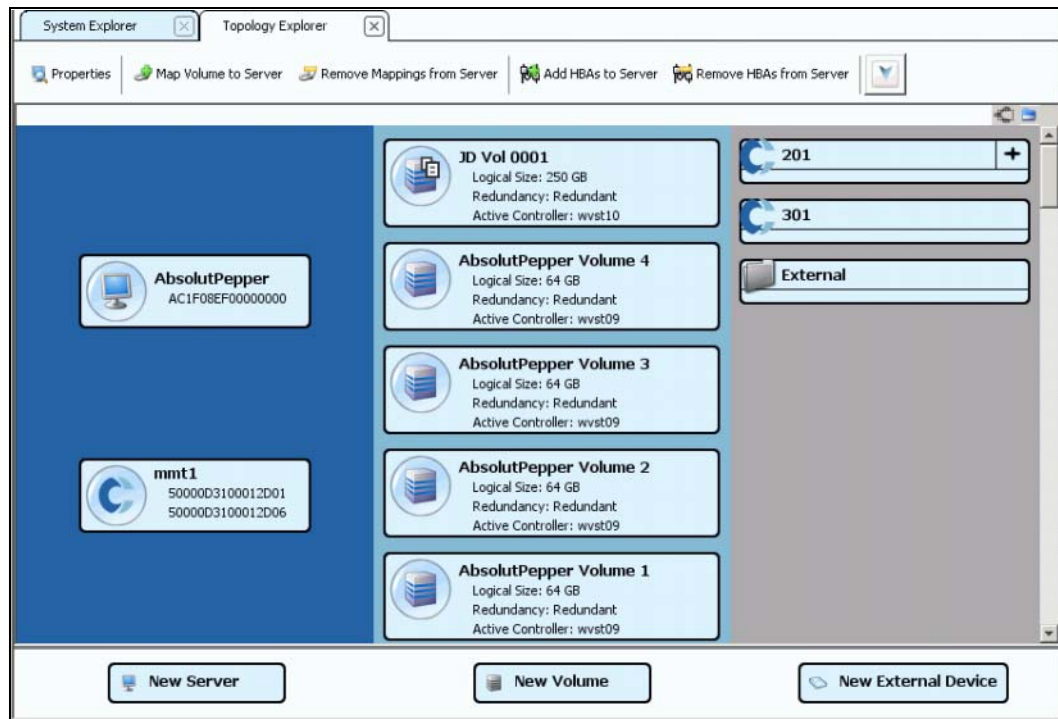 System Explorer
Topology Explorer
Properties
Map Volume to Server
Remove Mappings from Server
Add HBAs to Server
Remove HBAs from Server
AbsolutPepper
AC1F08EF00000000
mmt1
50000D3100012D01
50000D3100012D06
JD Vol 0001
Logical Size: 250 GB
Redundancy: Redundant
Active Controller: wvst10
AbsolutPepper Volume 4
Logical Size: 64 GB
Redundancy: Redundant
Active Controller: wvst09
AbsolutPepper Volume 3
Logical Size: 64 GB
Redundancy: Redundant
Active Controller: wvst09
AbsolutPepper Volume 2
Logical Size: 64 GB
Redundancy: Redundant
Active Controller: wvst09
AbsolutPepper Volume 1
Logical Size: 64 GB
Redundancy: Redundant
Active Controller: wvst09
201
301
External
New Server
New Volume
New External Device